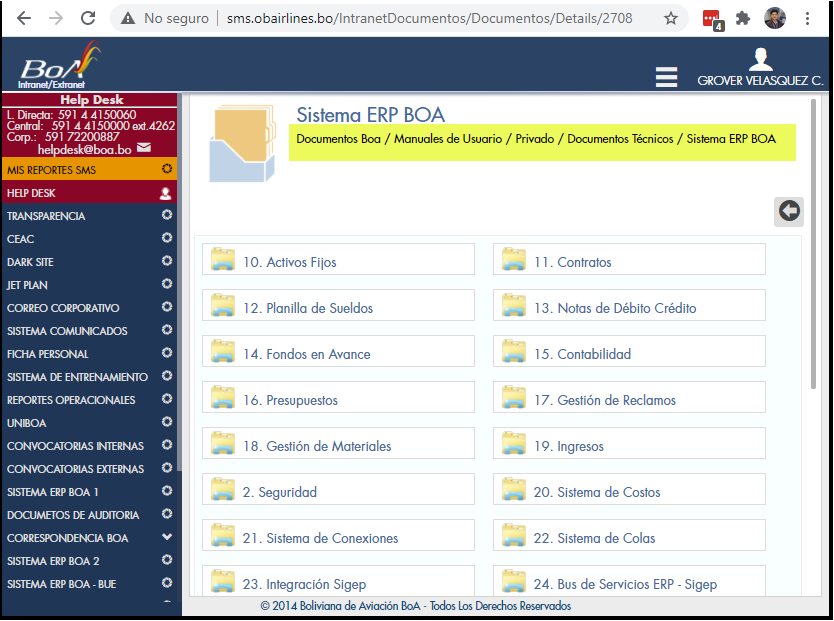 No seguro | sms.obairlines.bo/IntranetDocumentos/Documentos/Details/2708
4
BoA
Intranet/Extranet
GROVER VELASQUEZ C.
Help Desk
L. Directa: 591 4 4150060
Central: 591 4 4150000 ext.4262
Corp.: 591 72200887
helpdesk@boa.bo
MIS REPORTES SMS
HELP DESK
TRANSPARENCIA
CEAC
DARK SITE
JET PLAN
CORREO CORPORATIVO
SISTEMA COMUNICADOS
FICHA PERSONAL
SISTEMA DE ENTRENAMIENTO
REPORTES OPERACIONALES
UNIBOA
CONVOCATORIAS INTERNAS
CONVOCATORIAS EXTERNAS
SISTEMA ERP BOA 1
DOCUMETOS DE AUDITORIA
CORRESPONDENCIA BOA
SISTEMA ERP BOA 2
SISTEMA ERP BOA - BUE
Sistema ERP BOA
Documentos Boa / Manuales de Usuario / Privado / Documentos Técnicos / Sistema ERP BOA
10. Activos Fijos
11. Contratos
12. Planilla de Sueldos
13. Notas de Débito Crédito
14. Fondos en Avance
15. Contabilidad
16. Presupuestos
17. Gestión de Reclamos
18. Gestión de Materiales
19. Ingresos
2. Seguridad
20. Sistema de Costos
21. Sistema de Conexiones
22. Sistema de Colas
23. Integración Sigep
24. Bus de Servicios ERP - Sigep
© 2014 Boliviana de Aviación BoA - Todos Los Derechos Reservados